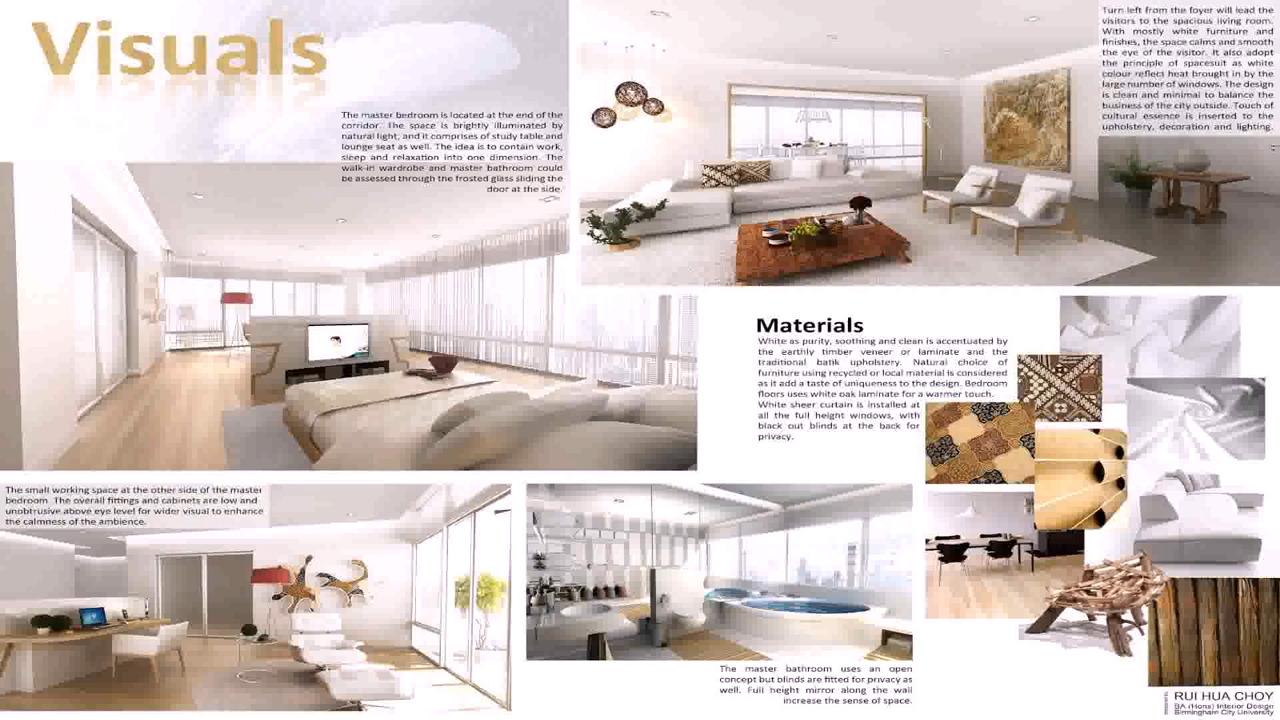 Visuals
The master bedroom is located at the end of the
corridor. The space is brightly illuminated by
natural light, and it comprises of study table and
lounge seat as well. The idea is to contain work,
sleep and relaxation into one dimension. The
walk-in wardrobe and master bathroom could
be assessed through the frosted glass sliding the
door at the side.
Turn left from the foyer will lead the
visitors to the spacious living room.
With mostly white furniture and
finishes, the space calms and smooth
the eye of the visitor. It also adopt
the principle of spacesuit as white
colour reflect heat brought in by the
large number of windows. The design
is clean and minimal to balance the
business of the city outside. Touch of
cultural essence is inserted to the
upholstery, decoration and lighting.
Materials
White as purity, soothing and clean is accentuated by
the earthly timber veneer or laminate and the
traditional batik upholstery. Natural choice of
furniture using recycled or local material is considered
as it add a taste of uniqueness to the design. Bedroom
floors uses white oak laminate for a warmer touch.
White sheer curtain is installed at
all the full height windows, with
black out blinds at the back for
privacy.
The small working space at the other side of the master
bedroom. The overall fittings and cabinets are low and
unobtrusive above eye level for wider visual to enhance
the calmness of the ambience.
The master bathroom uses an open
concept but blinds are fitted for privacy as
well. Full height mirror along the wall
increase the sense of space.
RUI HUA CHOY
BA (Hons) Interior Design
Birmingham City University